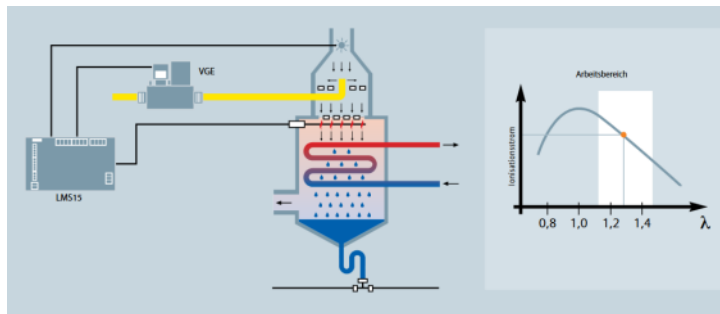 VGE
LMS15
Arbeitsbereich
Ionisationsstrom
0,8 1,0 1,2 1,4 λ